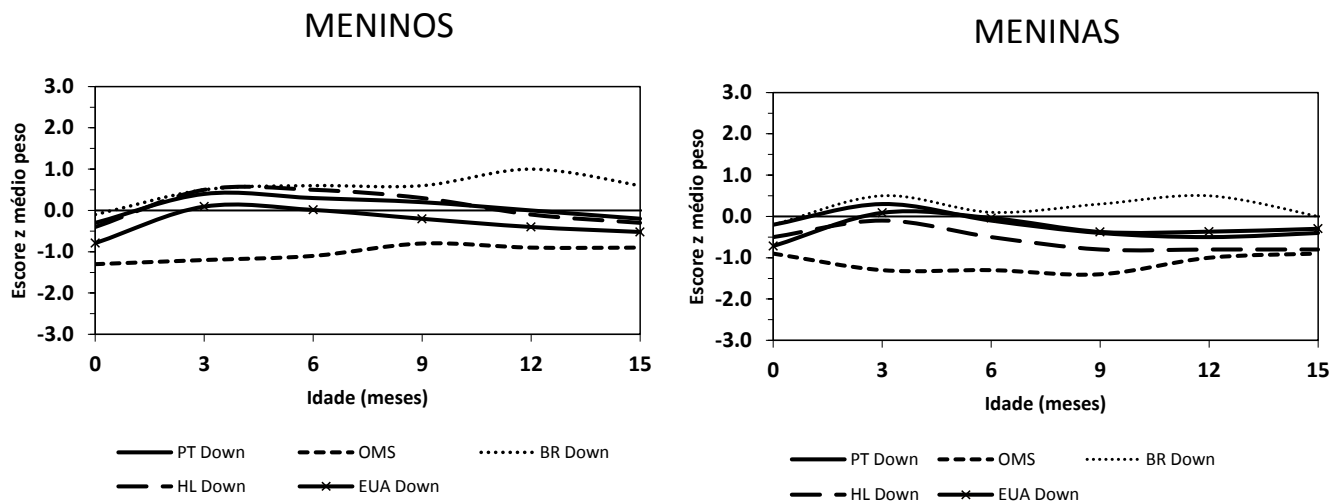 MENINOS
Escore z médio peso
3.0
2.0
1.0
0.0
-1.0
-2.0
-3.0
0 3 6 9 12 15
Idade (meses)
PT Down OMS BR Down
HL Down EUA Down
MENINAS
Escore z médio peso
3.0
2.0
1.0
0.0
-1.0
-2.0
-3.0
0 3 6 9 12 15
Idade (meses)
PT Down OMS BR Down
HL Down EUA Down